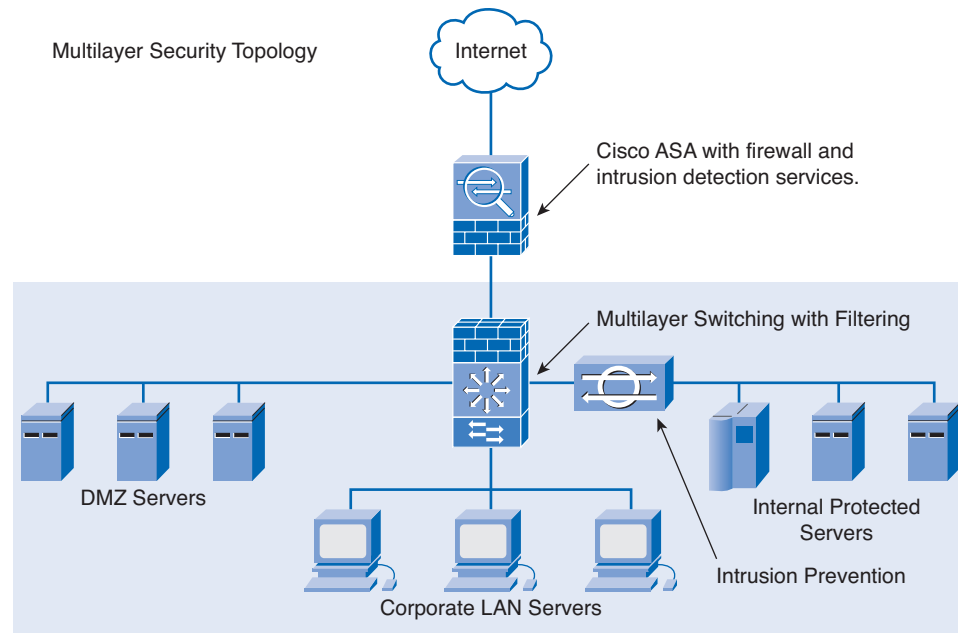 Multilayer Security Topology
Internet
Cisco ASA with firewall and
intrusion detection services.
Multilayer Switching with Filtering
DMZ Servers
Internal Protected
Servers
Intrusion Prevention
Corporate LAN Servers